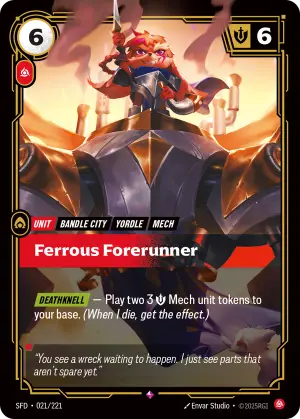 6
6
UNIT BANDLE CITY YORDLE MECH
Ferrous Forerunner
DEATHKNELL — Play two 3 Mech unit tokens to
your base. (When I die, get the effect.)
"You see a wreck waiting to happen. I just see parts that
aren't spare yet."
SFD • 021/221
Envar Studio • ©2025RGI